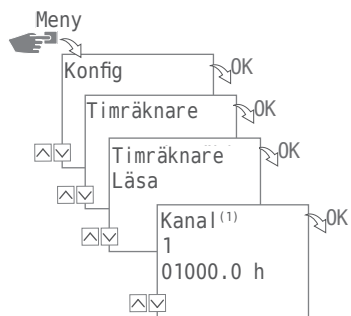 Meny
Konfig
OK
Timräknare
OK
Timräknare
Läsa
OK
Kanal(1)
OK
1
01000.0 h